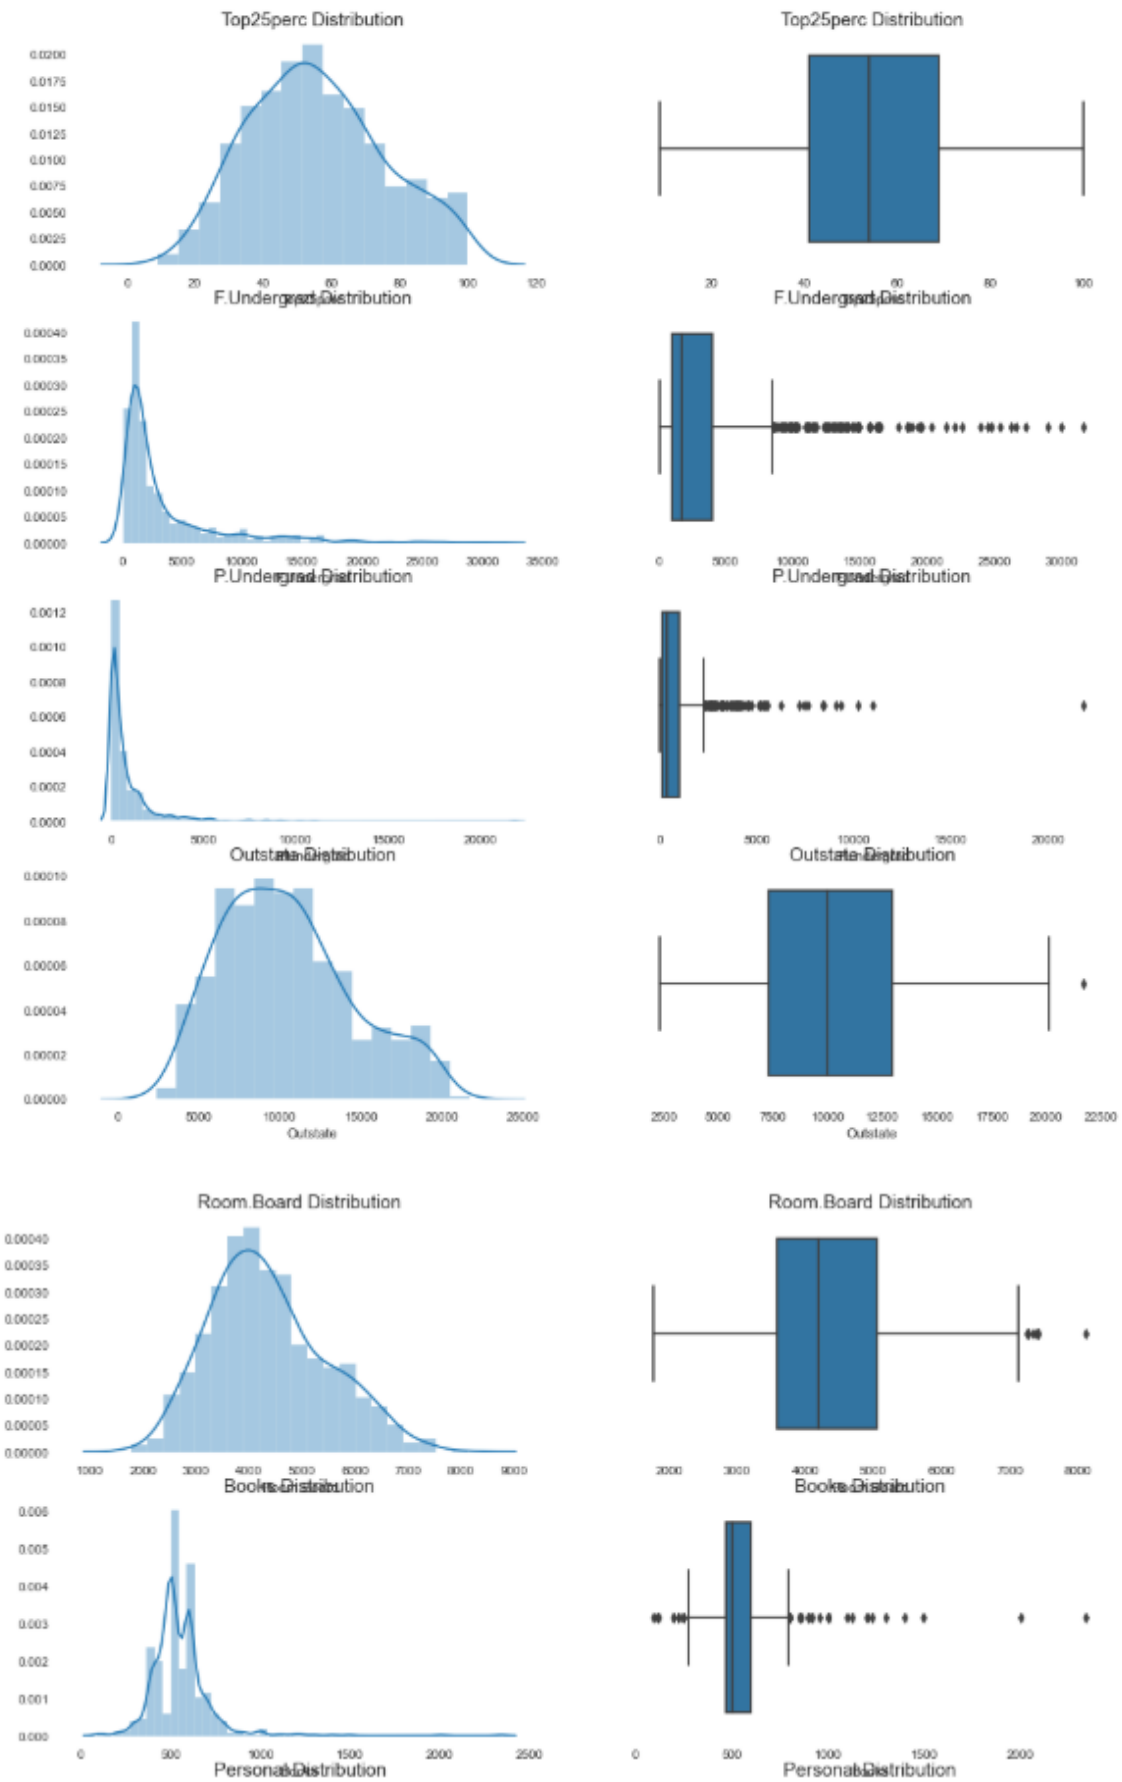 Top25perc Distribution
Top25perc Distribution
0.0200
0.0175
0.0150
0.0125
0.0100
0.0075
0.0050
0.0025
0.0000
0 20 40 60 80 100 120
20 40 60 80 100
F.Undergrad Distribution
F.Undergrad Distribution
0.00040
0.00035
0.00030
0.00025
0.00020
0.00015
0.00010
0.00005
0.00000
0 5000 10000 15000 20000 25000 30000 35000
0 5000 10000 15000 20000 25000 30000
P.Undergrad Distribution
P.Undergrad Distribution
0.0012
0.0010
0.0008
0.0006
0.0004
0.0002
0.0000
0 5000 10000 15000 20000
0 5000 10000 15000 20000
Outstate Distribution
Outstate Distribution
0.00010
0.00008
0.00006
0.00004
0.00002
0.00000
0 5000 10000 15000 20000 25000
2500 5000 7500 10000 12500 15000 17500 20000 22500
Outstate
Outstate
Room.Board Distribution
Room.Board Distribution
0.00040
0.00035
0.00030
0.00025
0.00020
0.00015
0.00010
0.00005
0.00000
1000 2000 3000 4000 5000 6000 7000 8000 9000
2000 3000 4000 5000 6000 7000 8000
Books Distribution
Books Distribution
0.006
0.005
0.004
0.003
0.002
0.001
0.000
0 500 1000 1500 2000 2500
0 500 1000 1500 2000
Personal Distribution
Personal Distribution